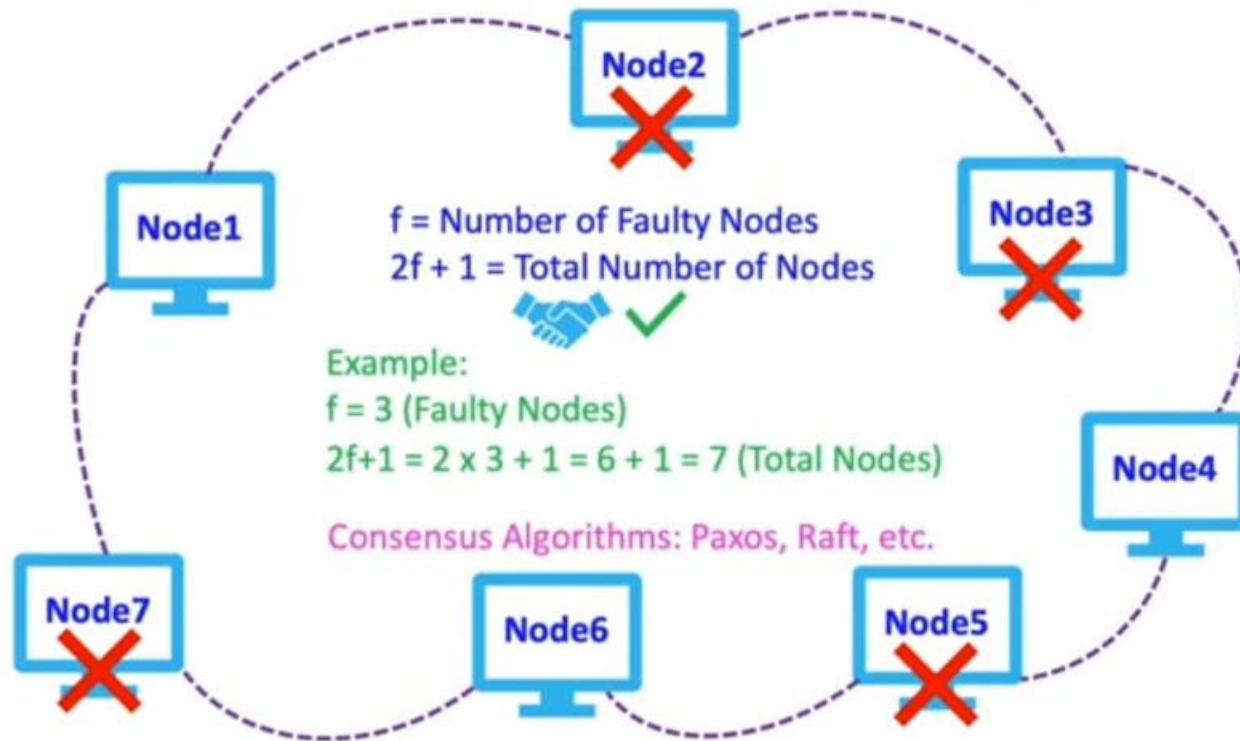 Node2
Node1
Node3
f = Number of Faulty Nodes
2f + 1 = Total Number of Nodes
Example:
f = 3 (Faulty Nodes)
2f+1 = 2 x 3 + 1 = 6 + 1 = 7 (Total Nodes)
Node4
Consensus Algorithms: Paxos, Raft, etc.
Node7
Node6
Node5